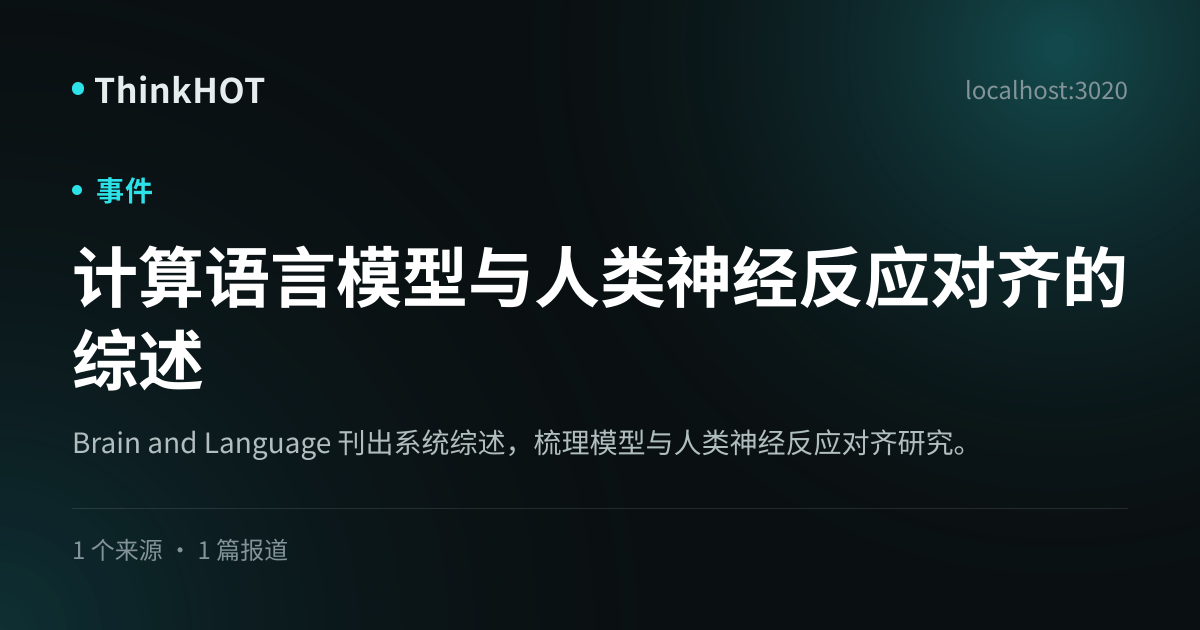 ThinkHOT
localhost:3020
事件
计算语言模型与人类神经反应对齐的
综述
Brain and Language 刊出系统综述，梳理模型与人类神经反应对齐研究。
1 个来源 · 1 篇报道